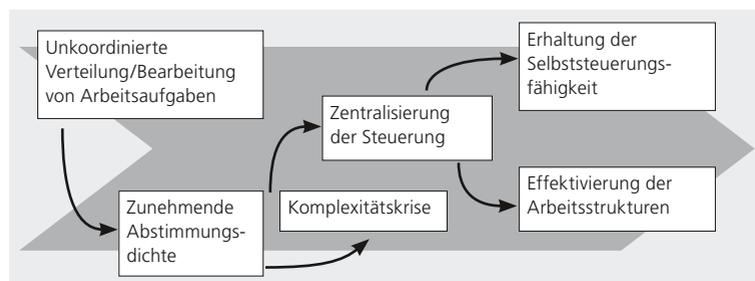 Unkoordinierte
Verteilung/Bearbeitung
von Arbeitsaufgaben
Zunehmende
Abstimmungs-
dichte
Komplexitätskrise
Zentralisierung
der Steuerung
Erhaltung der
Selbststeuerungs-
fähigkeit
Effektivierung der
Arbeitsstrukturen